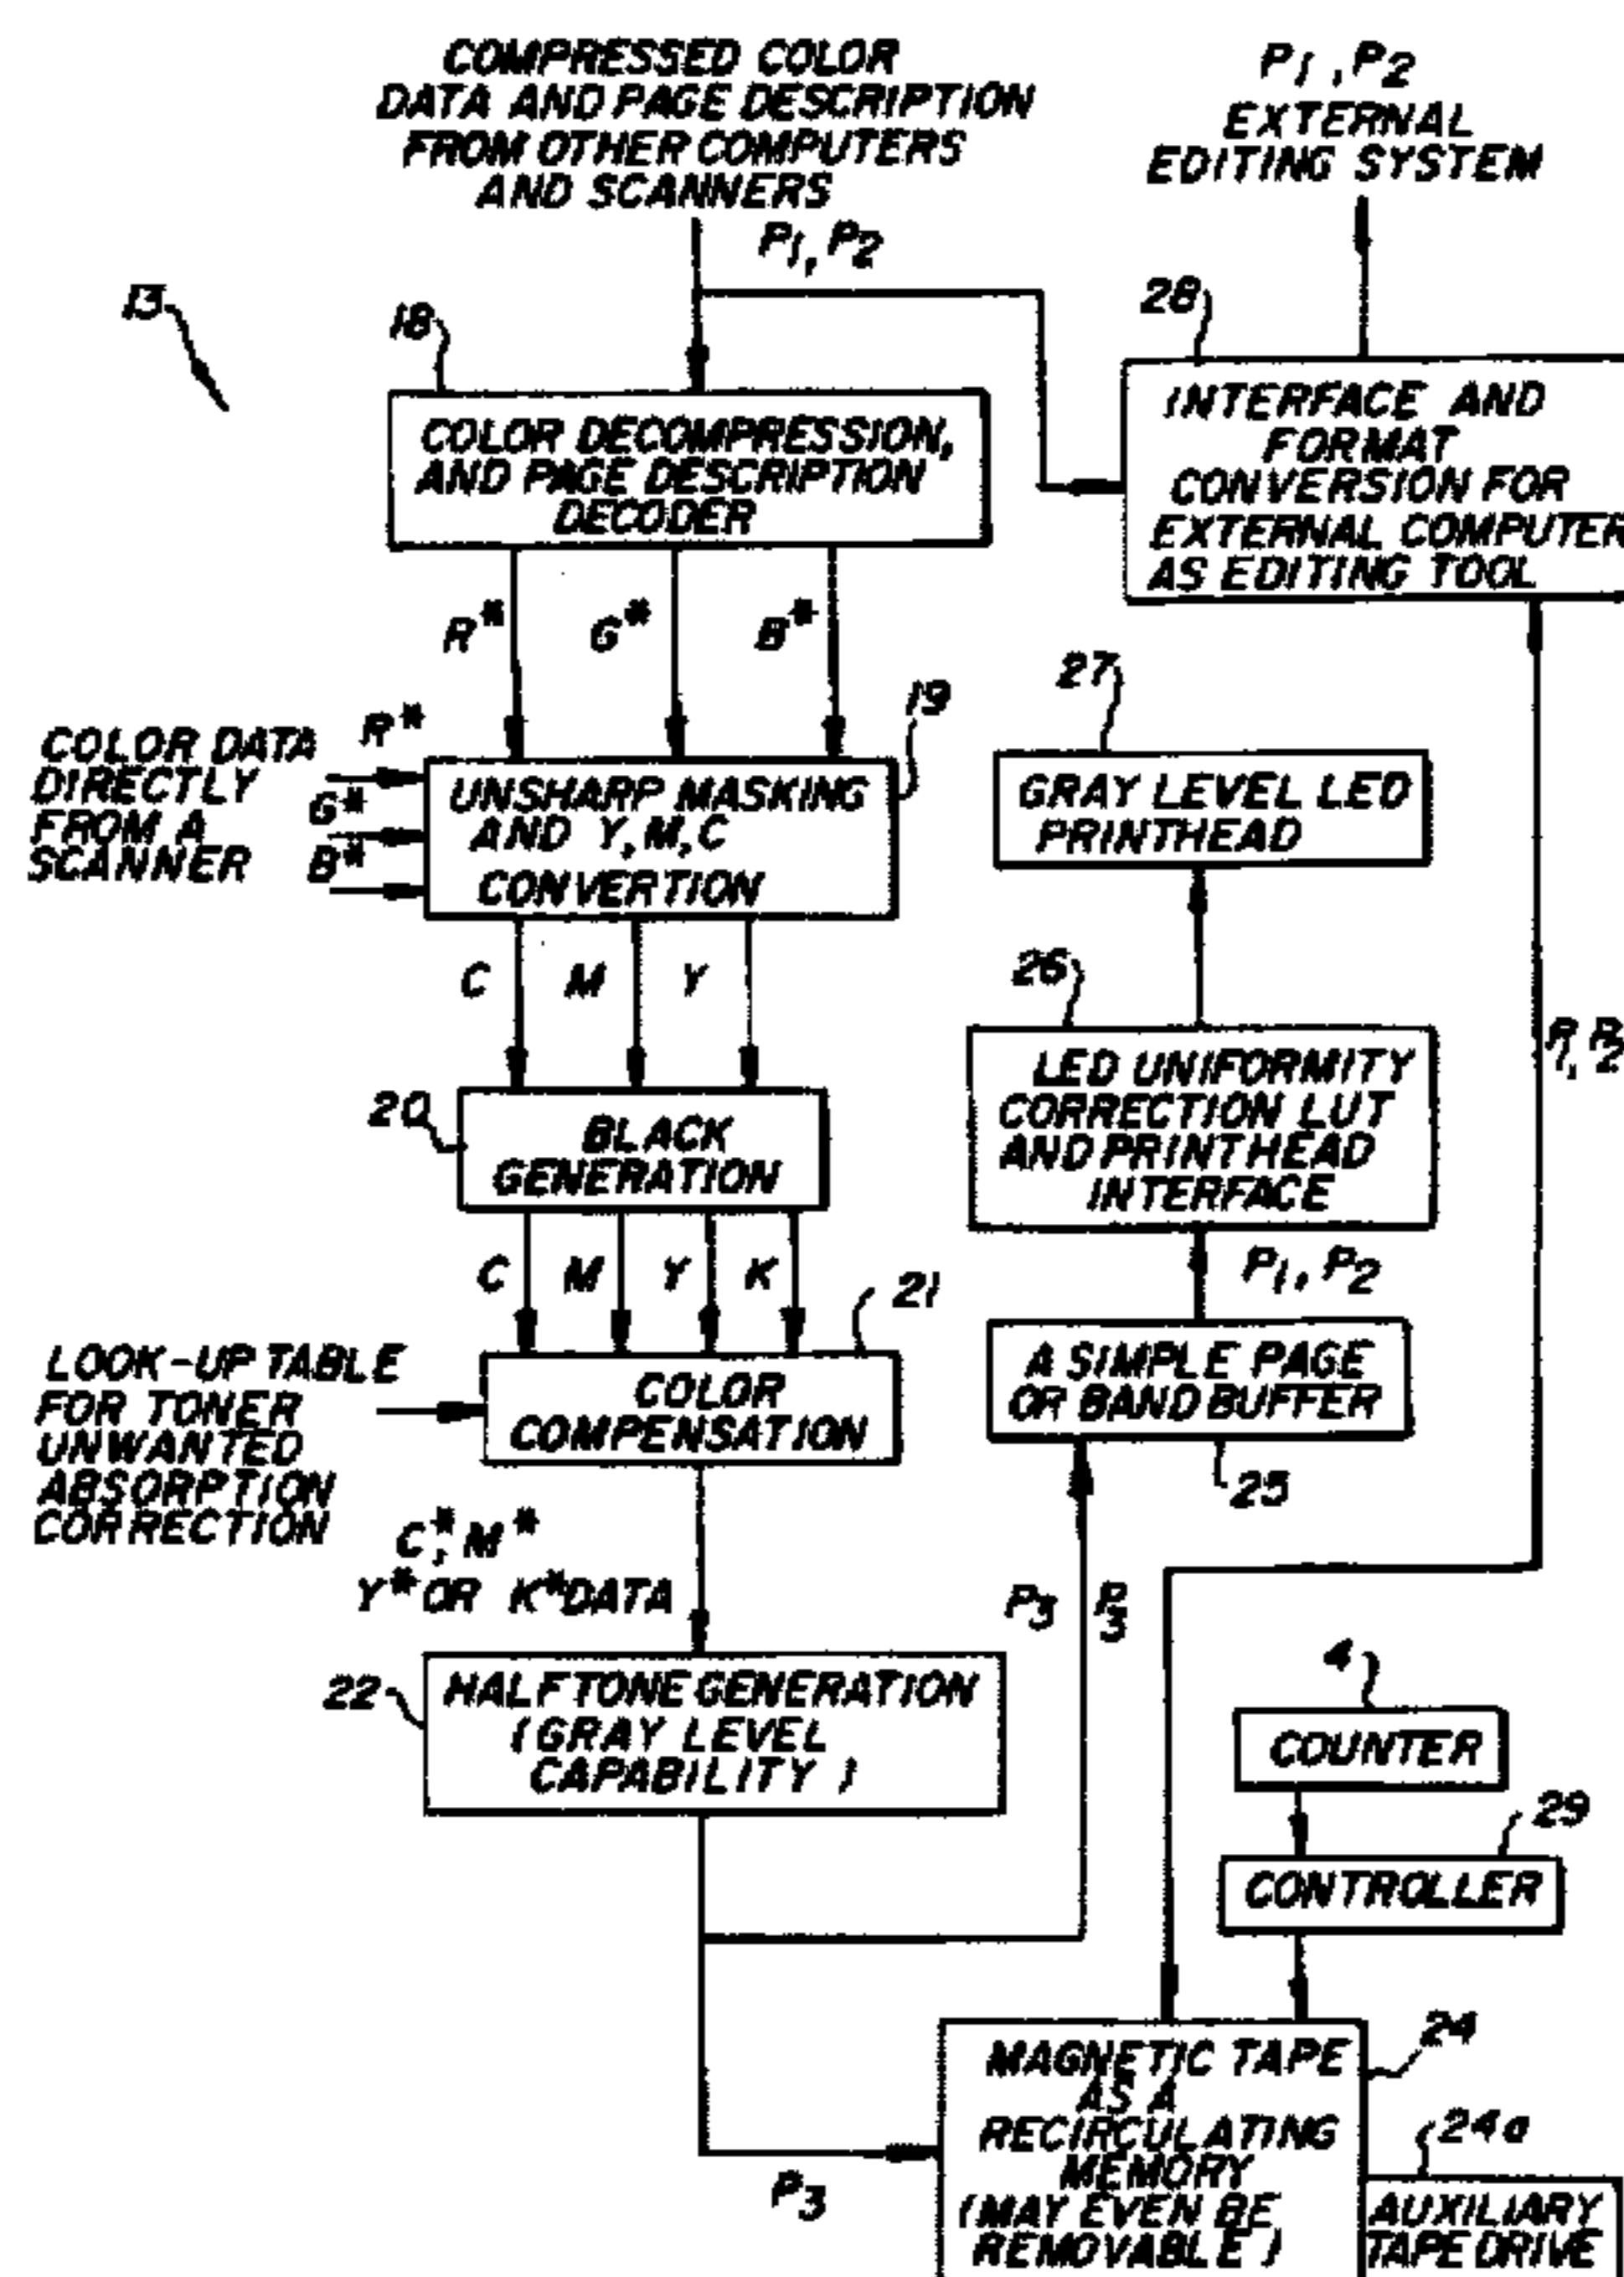 COMPRESSED COLOR
DATA AND PAGE DESCRIPTION
FROM OTHER COMPUTERS
AND SCANNERS
P1, P2
P1, P2
EXTERNAL
EDITING SYSTEM
13
18
COLOR DECOMPRESSION,
AND PAGE DESCRIPTION
DECODER
28
INTERFACE AND
FORMAT
CONVERSION FOR
EXTERNAL COMPUTER
AS EDITING TOOL
R* G* B*
COLOR DATA
DIRECTLY
FROM A
SCANNER
R*
G*
B*
19
UNSHARP MASKING
AND Y,M,C
CONVERTION
27
GRAY LEVEL LED
PRINTHEAD
C M Y
26
LED UNIFORMITY
CORRECTION LUT
AND PRINTHEAD
INTERFACE
P1, P2
20
BLACK
GENERATION
P1, P2
C M Y K
21
A SIMPLE PAGE
OR BAND BUFFER
25
LOOK-UP TABLE
FOR TONER
UNWANTED
ABSORPTION
CORRECTION
COLOR
COMPENSATION
C*, M*
Y* OR K* DATA
P3 P3
22
HALFTONE GENERATION
(GRAY LEVEL
CAPABILITY)
4
COUNTER
29
CONTROLLER
24
MAGNETIC TAPE
AS A
RECIRCULATING
MEMORY
(MAY EVEN BE
REMOVABLE)
P3
24a
AUXILIARY
TAPE DRIVE